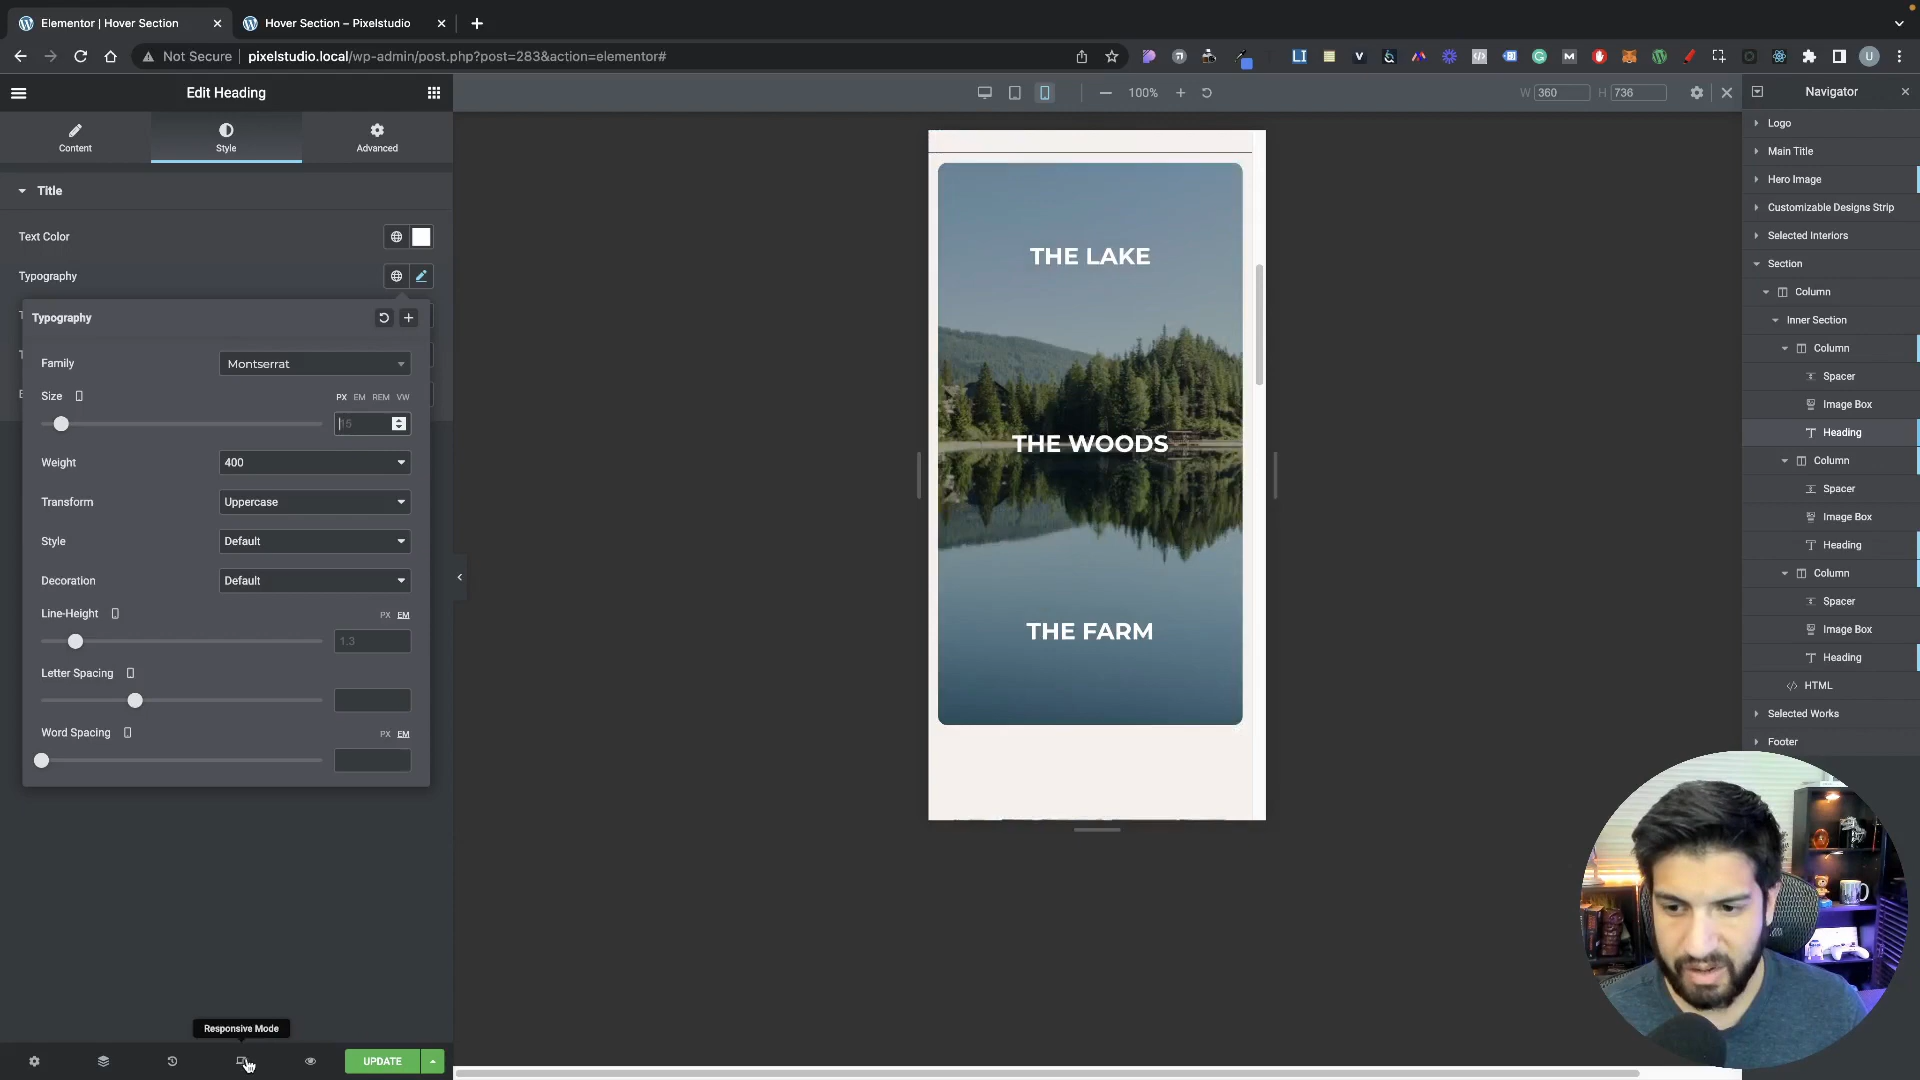 Elementor | Hover Section
Hover Section – Pixelstudio
Not Secure
pixelstudio.local/wp-admin/post.php?post=283&action=elementor#
Edit Heading
100%
W 360 H 736
Navigator
Content
Style
Advanced
Title
Text Color
Typography
Typography
Family
Montserrat
Size
PX EM REM VW
15
Weight
400
Transform
Uppercase
Style
Default
Decoration
Default
Line-Height
PX EM
1.3
Letter Spacing
Word Spacing
PX EM
Responsive Mode
UPDATE
THE LAKE
THE WOODS
THE FARM
Logo
Main Title
Hero Image
Customizable Designs Strip
Selected Interiors
Section
Column
Inner Section
Column
Spacer
Image Box
Heading
Column
Spacer
Image Box
Heading
Column
Spacer
Image Box
Heading
HTML
Selected Works
Footer